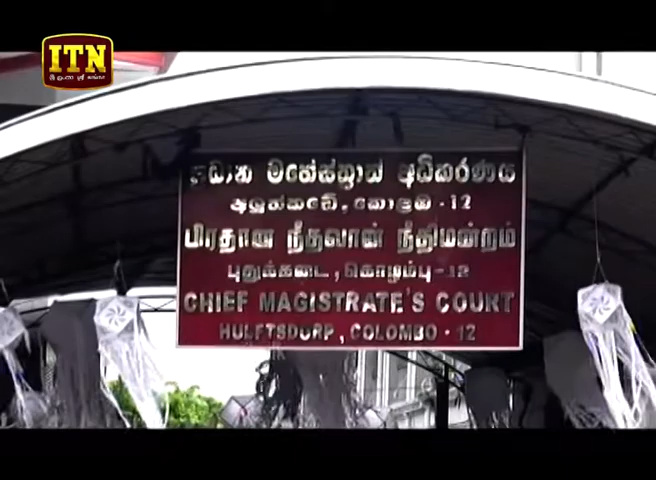 ITN
ප්‍රධාන මහේස්ත්‍රාත් අධිකරණය
අලුත්කඩේ, කොළඹ - 12
பிரதான நீதவான் நீதிமன்றம்
புதுக்கடை, கொழும்பு - 12
CHIEF MAGISTRATE'S COURT
HULFTSDORP, COLOMBO - 12